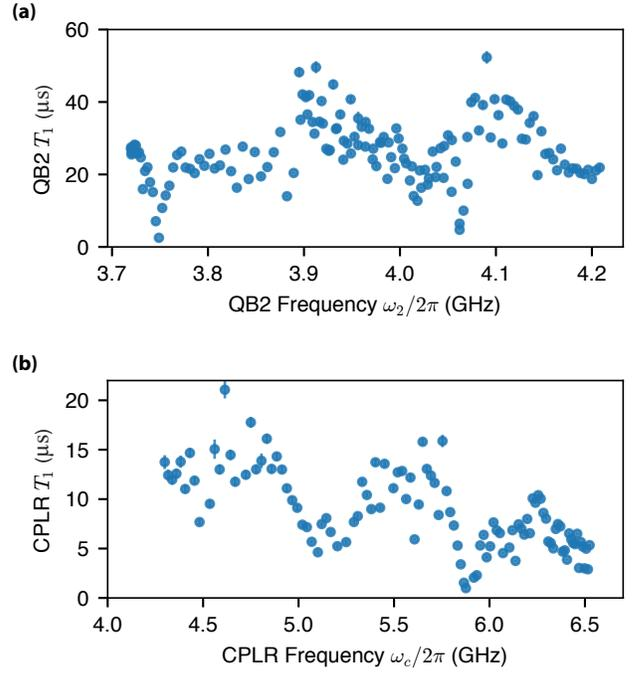 (a)
60
40
20
0
QB2 T₁ (μs)
3.7 3.8 3.9 4.0 4.1 4.2
QB2 Frequency ω₂/2π (GHz)
(b)
20
15
10
5
0
CPLR T₁ (μs)
4.0 4.5 5.0 5.5 6.0 6.5
CPLR Frequency ω_c/2π (GHz)